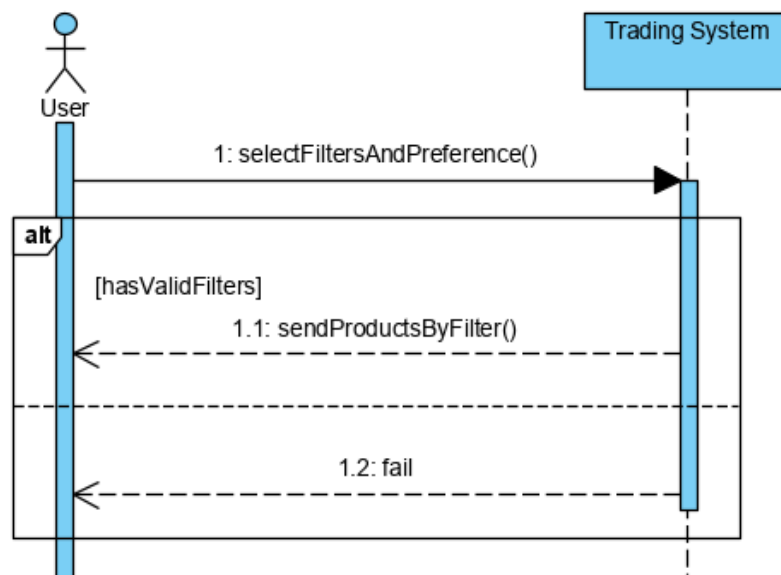 Trading System
User
1: selectFiltersAndPreference()
alt
[hasValidFilters]
1.1: sendProductsByFilter()
1.2: fail